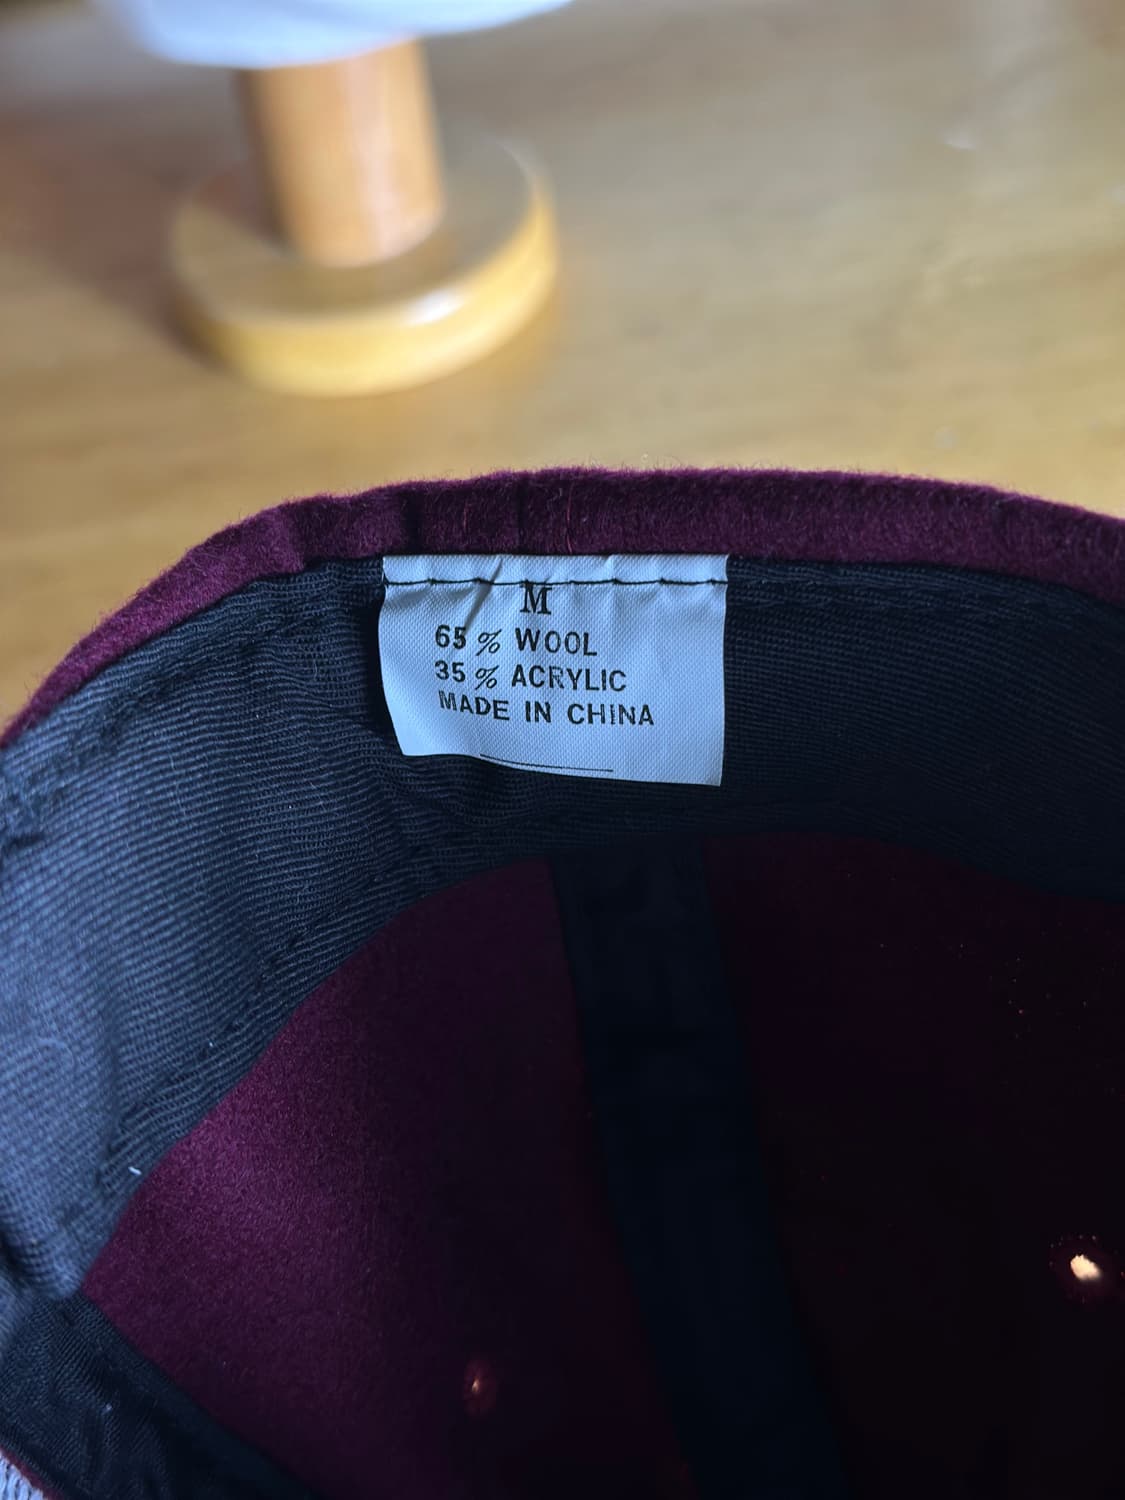 M
65 % WOOL
35 % ACRYLIC
MADE IN CHINA